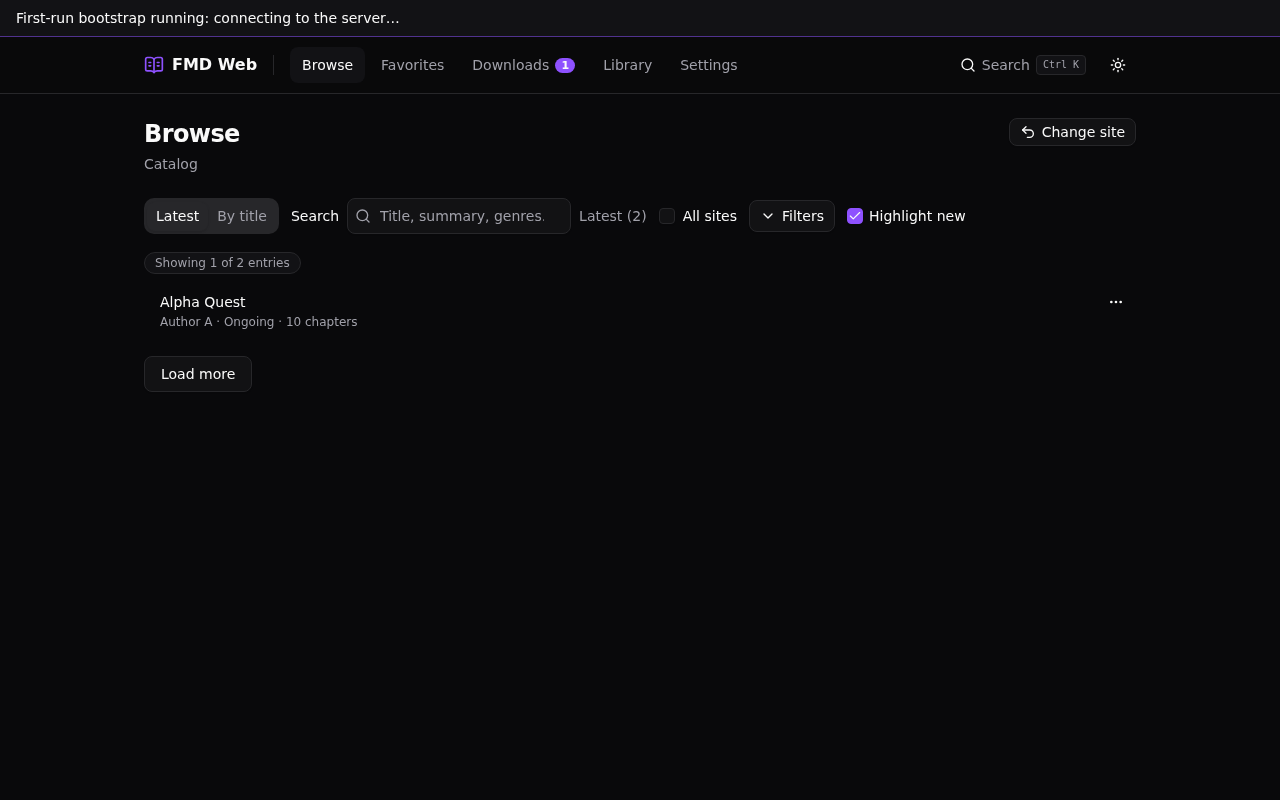 First-run bootstrap running: connecting to the server…
FMD Web Browse Favorites Downloads 1 Library Settings Search Ctrl K
Browse
Change site
Catalog
Latest By title Search Title, summary, genres. Latest (2) All sites Filters Highlight new
Showing 1 of 2 entries
Alpha Quest
Author A · Ongoing · 10 chapters
Load more